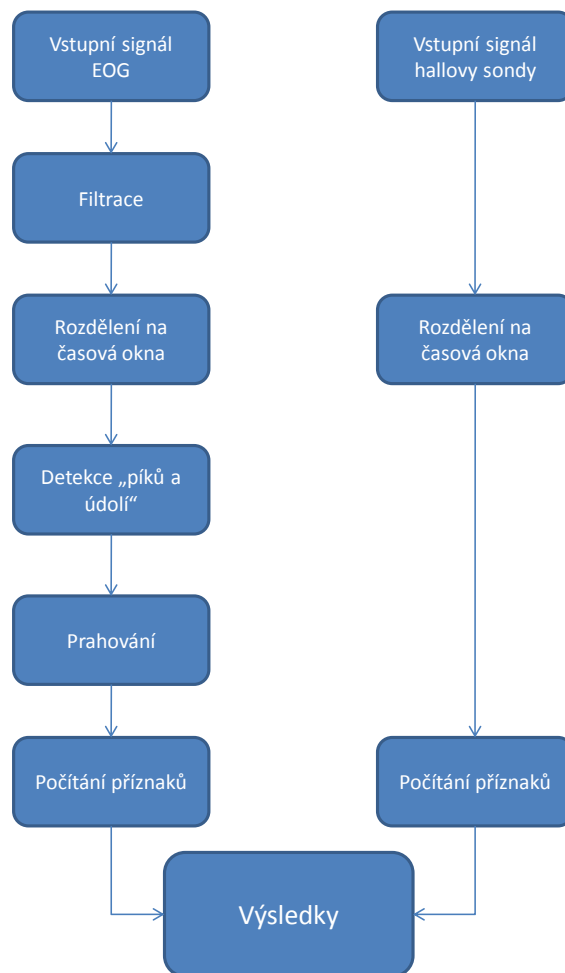 Vstupní signál
EOG
Vstupní signál
hallovy sondy
Filtrace
Rozdělení na
časová okna
Rozdělení na
časová okna
Detekce „píků a
údolí“
Prahování
Počítání příznaků
Počítání příznaků
Výsledky